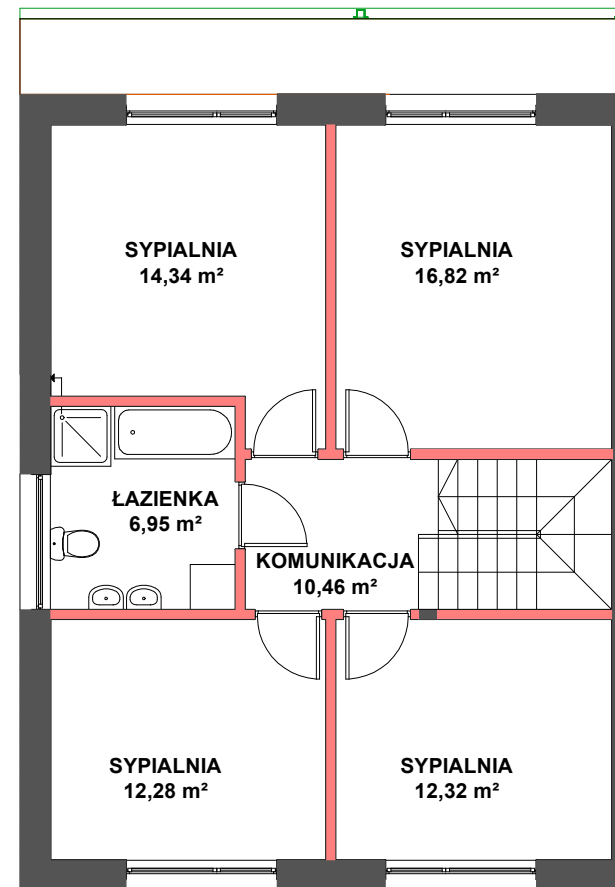 SYPIALNIA
14,34 m²
SYPIALNIA
16,82 m²
ŁAZIENKA
6,95 m²
KOMUNIKACJA
10,46 m²
SYPIALNIA
12,28 m²
SYPIALNIA
12,32 m²